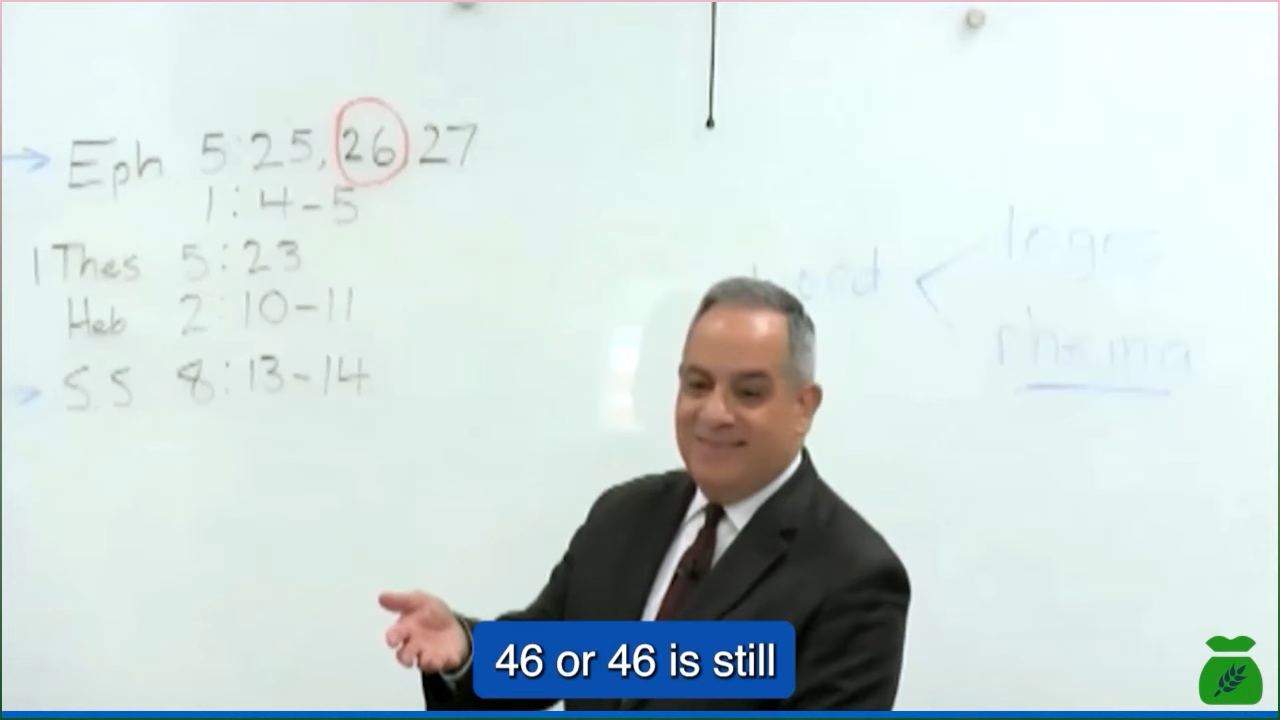 Eph 5:25, 26 27
1:4-5
1 Thes 5:23
Heb 2:10-11
S.S 8:13-14
logos
rhema
46 or 46 is still